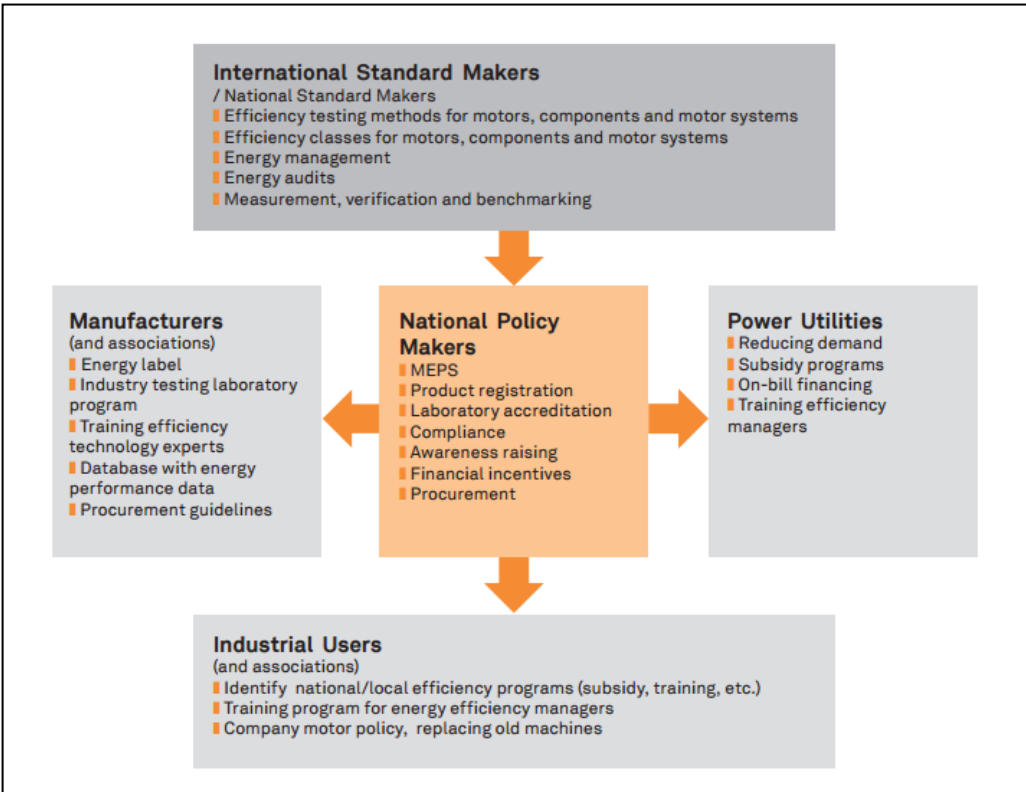 International Standard Makers
/ National Standard Makers
Efficiency testing methods for motors, components and motor systems
Efficiency classes for motors, components and motor systems
Energy management
Energy audits
Measurement, verification and benchmarking
Manufacturers
(and associations)
Energy label
Industry testing laboratory
program
Training efficiency
technology experts
Database with energy
performance data
Procurement guidelines
National Policy
Makers
MEPS
Product registration
Laboratory accreditation
Compliance
Awareness raising
Financial incentives
Procurement
Power Utilities
Reducing demand
Subsidy programs
On-bill financing
Training efficiency
managers
Industrial Users
(and associations)
Identify national/local efficiency programs (subsidy, training, etc.)
Training program for energy efficiency managers
Company motor policy, replacing old machines